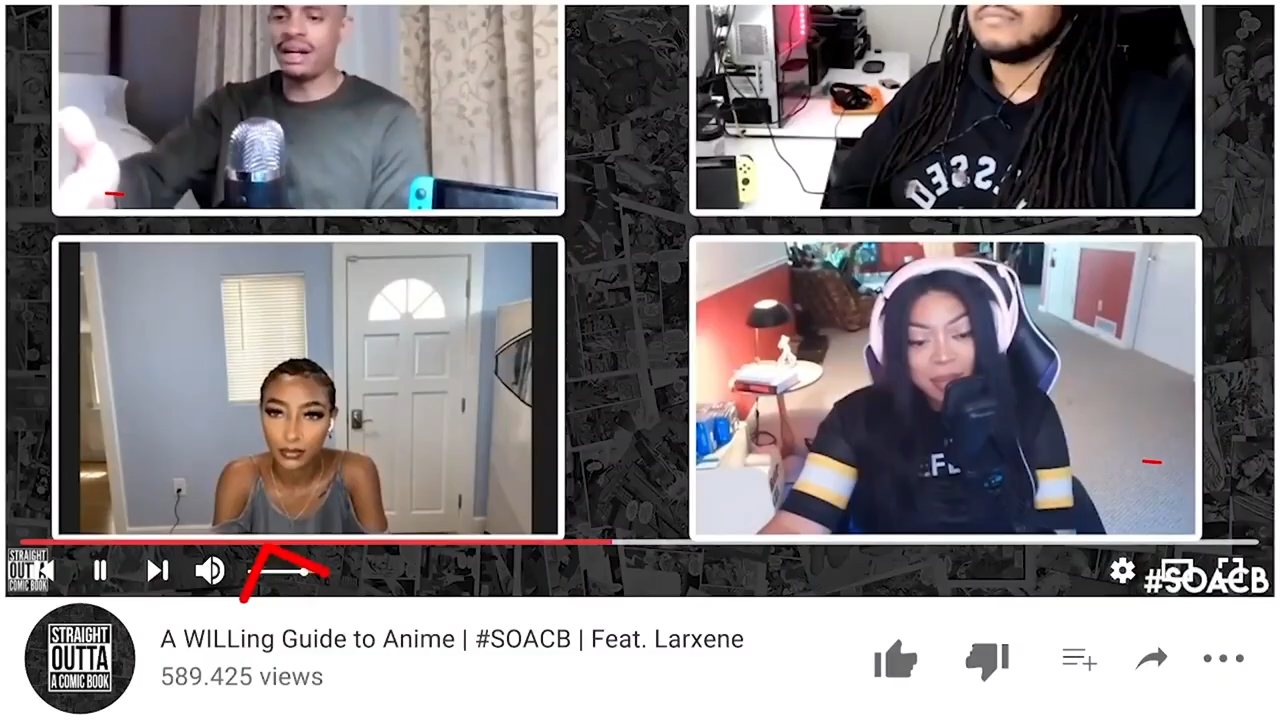 STRAIGHT
OUTTA
A COMIC BOOK
#SOACB
STRAIGHT
OUTTA
A COMIC BOOK
A WILLing Guide to Anime | #SOACB | Feat. Larxene
589.425 views